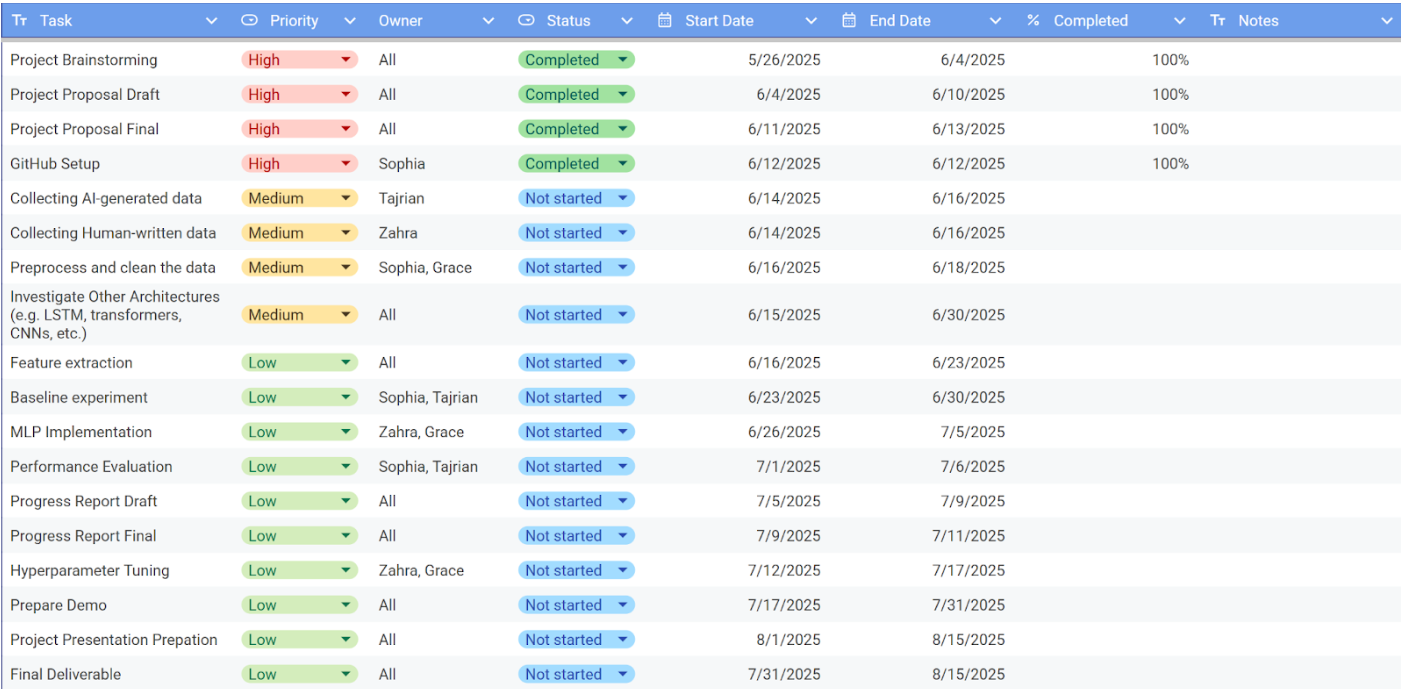 Tт Task Priority Owner Status Start Date End Date % Completed Tт Notes
Project Brainstorming High All Completed 5/26/2025 6/4/2025 100%
Project Proposal Draft High All Completed 6/4/2025 6/10/2025 100%
Project Proposal Final High All Completed 6/11/2025 6/13/2025 100%
GitHub Setup High Sophia Completed 6/12/2025 6/12/2025 100%
Collecting AI-generated data Medium Tajrian Not started 6/14/2025 6/16/2025
Collecting Human-written data Medium Zahra Not started 6/14/2025 6/16/2025
Preprocess and clean the data Medium Sophia, Grace Not started 6/16/2025 6/18/2025
Investigate Other Architectures
(e.g. LSTM, transformers, Medium All Not started 6/15/2025 6/30/2025
CNNs, etc.)
Feature extraction Low All Not started 6/16/2025 6/23/2025
Baseline experiment Low Sophia, Tajrian Not started 6/23/2025 6/30/2025
MLP Implementation Low Zahra, Grace Not started 6/26/2025 7/5/2025
Performance Evaluation Low Sophia, Tajrian Not started 7/1/2025 7/6/2025
Progress Report Draft Low All Not started 7/5/2025 7/9/2025
Progress Report Final Low All Not started 7/9/2025 7/11/2025
Hyperparameter Tuning Low Zahra, Grace Not started 7/12/2025 7/17/2025
Prepare Demo Low All Not started 7/17/2025 7/31/2025
Project Presentation Prepation Low All Not started 8/1/2025 8/15/2025
Final Deliverable Low All Not started 7/31/2025 8/15/2025